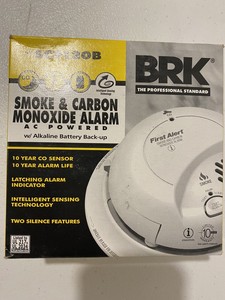 BRK®
THE PROFESSIONAL STANDARD
SMOKE & CARBON
MONOXIDE ALARM
AC POWERED
w/ Alkaline Battery Back-up
10 YEAR CO SENSOR
10 YEAR ALARM LIFE
LATCHING ALARM
INDICATOR
INTELLIGENT SENSING
TECHNOLOGY
TWO SILENCE FEATURES
First Alert